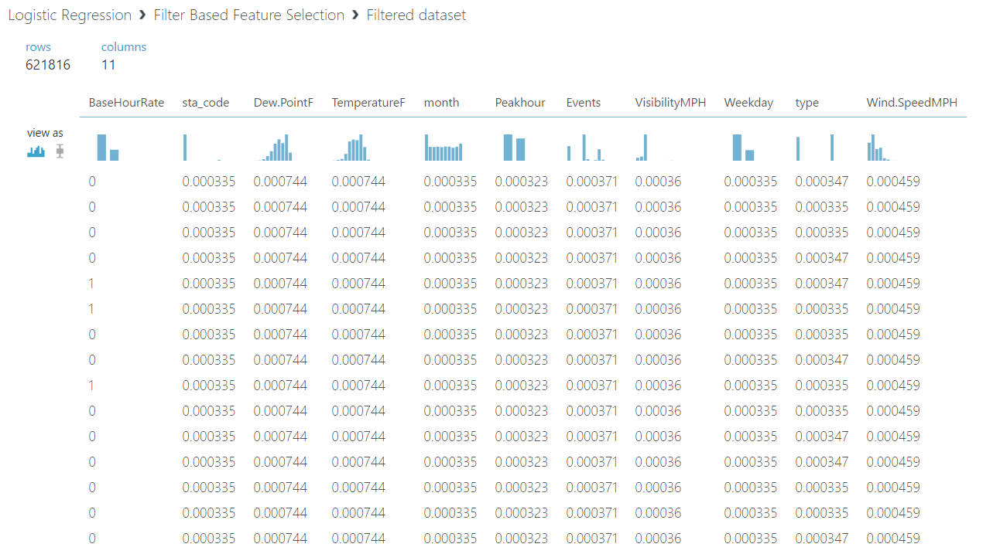 Logistic Regression › Filter Based Feature Selection › Filtered dataset
rows columns
621816 11
BaseHourRate sta_code Dew.PointF TemperatureF month Peakhour Events VisibilityMPH Weekday type Wind.SpeedMPH
view as
0 0.000335 0.000744 0.000744 0.000335 0.000323 0.000371 0.00036 0.000335 0.000347 0.000459
0 0.000335 0.000744 0.000744 0.000335 0.000323 0.000371 0.00036 0.000335 0.000335 0.000459
0 0.000335 0.000744 0.000744 0.000335 0.000323 0.000371 0.00036 0.000335 0.000335 0.000459
0 0.000335 0.000744 0.000744 0.000335 0.000323 0.000371 0.00036 0.000335 0.000347 0.000459
1 0.000335 0.000744 0.000744 0.000335 0.000323 0.000371 0.00036 0.000335 0.000347 0.000459
1 0.000335 0.000744 0.000744 0.000335 0.000323 0.000371 0.00036 0.000335 0.000335 0.000459
0 0.000335 0.000744 0.000744 0.000335 0.000323 0.000371 0.00036 0.000335 0.000335 0.000459
0 0.000335 0.000744 0.000744 0.000335 0.000323 0.000371 0.00036 0.000335 0.000347 0.000459
1 0.000335 0.000744 0.000744 0.000335 0.000323 0.000371 0.00036 0.000335 0.000335 0.000459
0 0.000335 0.000744 0.000744 0.000335 0.000323 0.000371 0.00036 0.000335 0.000335 0.000459
0 0.000335 0.000744 0.000744 0.000335 0.000323 0.000371 0.00036 0.000335 0.000347 0.000459
0 0.000335 0.000744 0.000744 0.000335 0.000323 0.000371 0.00036 0.000335 0.000347 0.000459
0 0.000335 0.000744 0.000744 0.000335 0.000323 0.000371 0.00036 0.000335 0.000335 0.000459
0 0.000335 0.000744 0.000744 0.000335 0.000323 0.000371 0.00036 0.000335 0.000335 0.000459
0 0.000335 0.000744 0.000744 0.000335 0.000323 0.000371 0.00036 0.000335 0.000347 0.000459